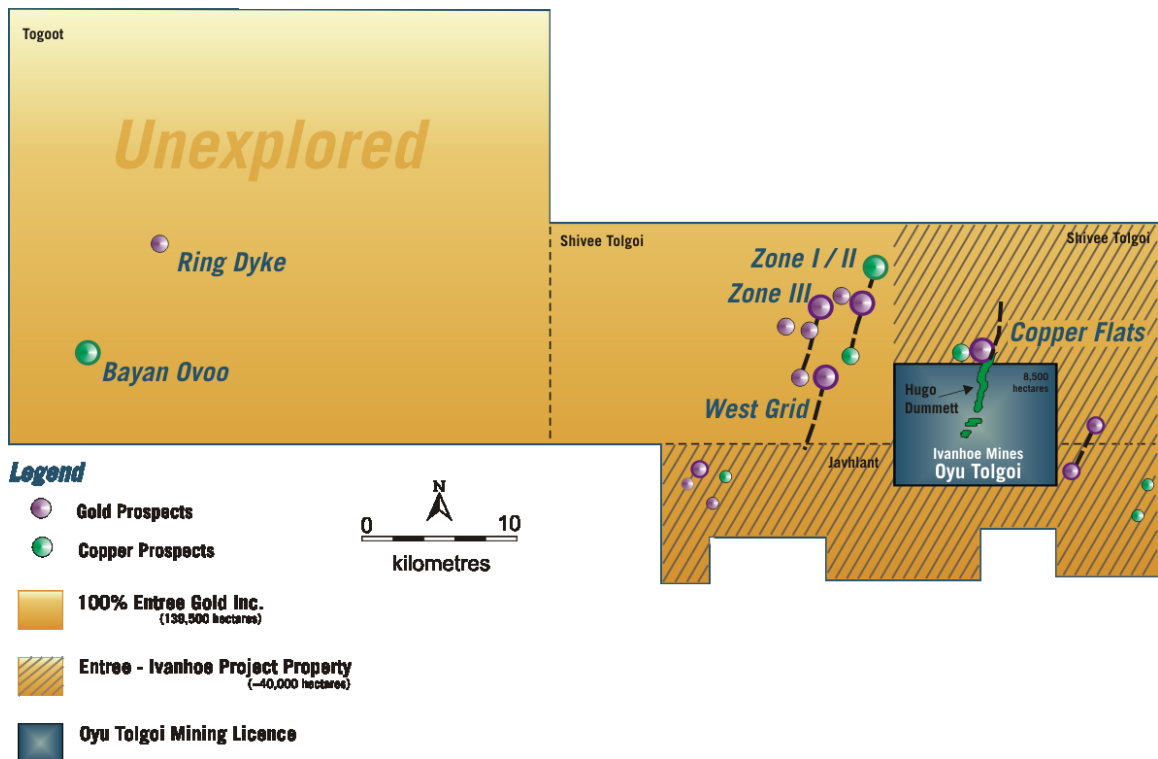 Togoot
Unexplored
Ring Dyke
Bayan Ovoo
Shivee Tolgoi
Shivee Tolgoi
Zone I / II
Zone III
Copper Flats
West Grid
8,500
hectares
Hugo
Dummett
Ivanhoe Mines
Oyu Tolgoi
Javhlant
Legend
Gold Prospects
Copper Prospects
N
0 10
kilometres
100% Entree Gold Inc.
(139,500 hectares)
Entree - Ivanhoe Project Property
(~40,000 hectares)
Oyu Tolgoi Mining Licence